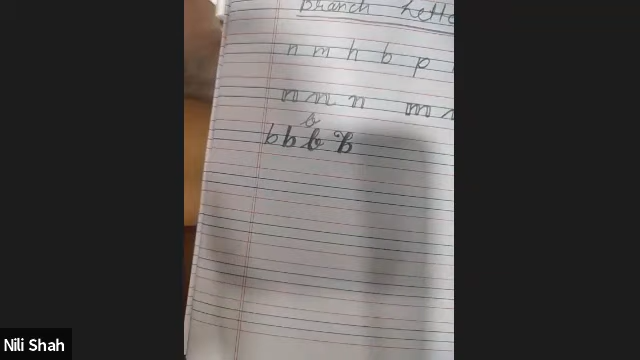 Branch Lette
n m h b p
n n n m
b
b b b
Nili Shah